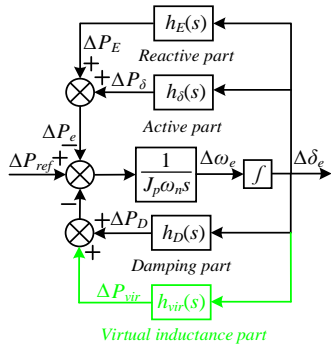 ΔP_E
h_E(s)
Reactive part
+
+
ΔP_δ
h_δ(s)
Active part
ΔP_e
−
ΔP_ref
+
1
J_pω_ns
Δω_e
∫
Δδ_e
−
+
ΔP_D
h_D(s)
+
Damping part
ΔP_vir
h_vir(s)
Virtual inductance part